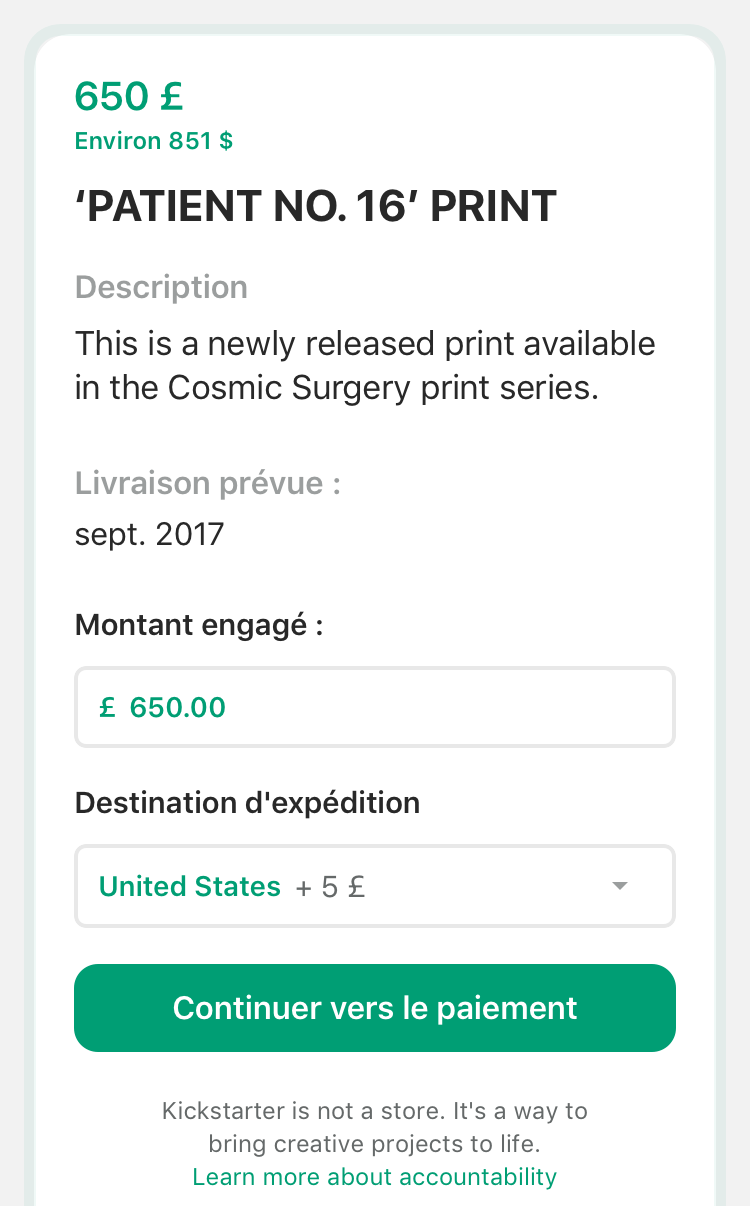 650 £
Environ 851 $
‘PATIENT NO. 16’ PRINT
Description
This is a newly released print available
in the Cosmic Surgery print series.
Livraison prévue :
sept. 2017
Montant engagé :
£ 650.00
Destination d'expédition
United States + 5 £
Continuer vers le paiement
Kickstarter is not a store. It's a way to
bring creative projects to life.
Learn more about accountability